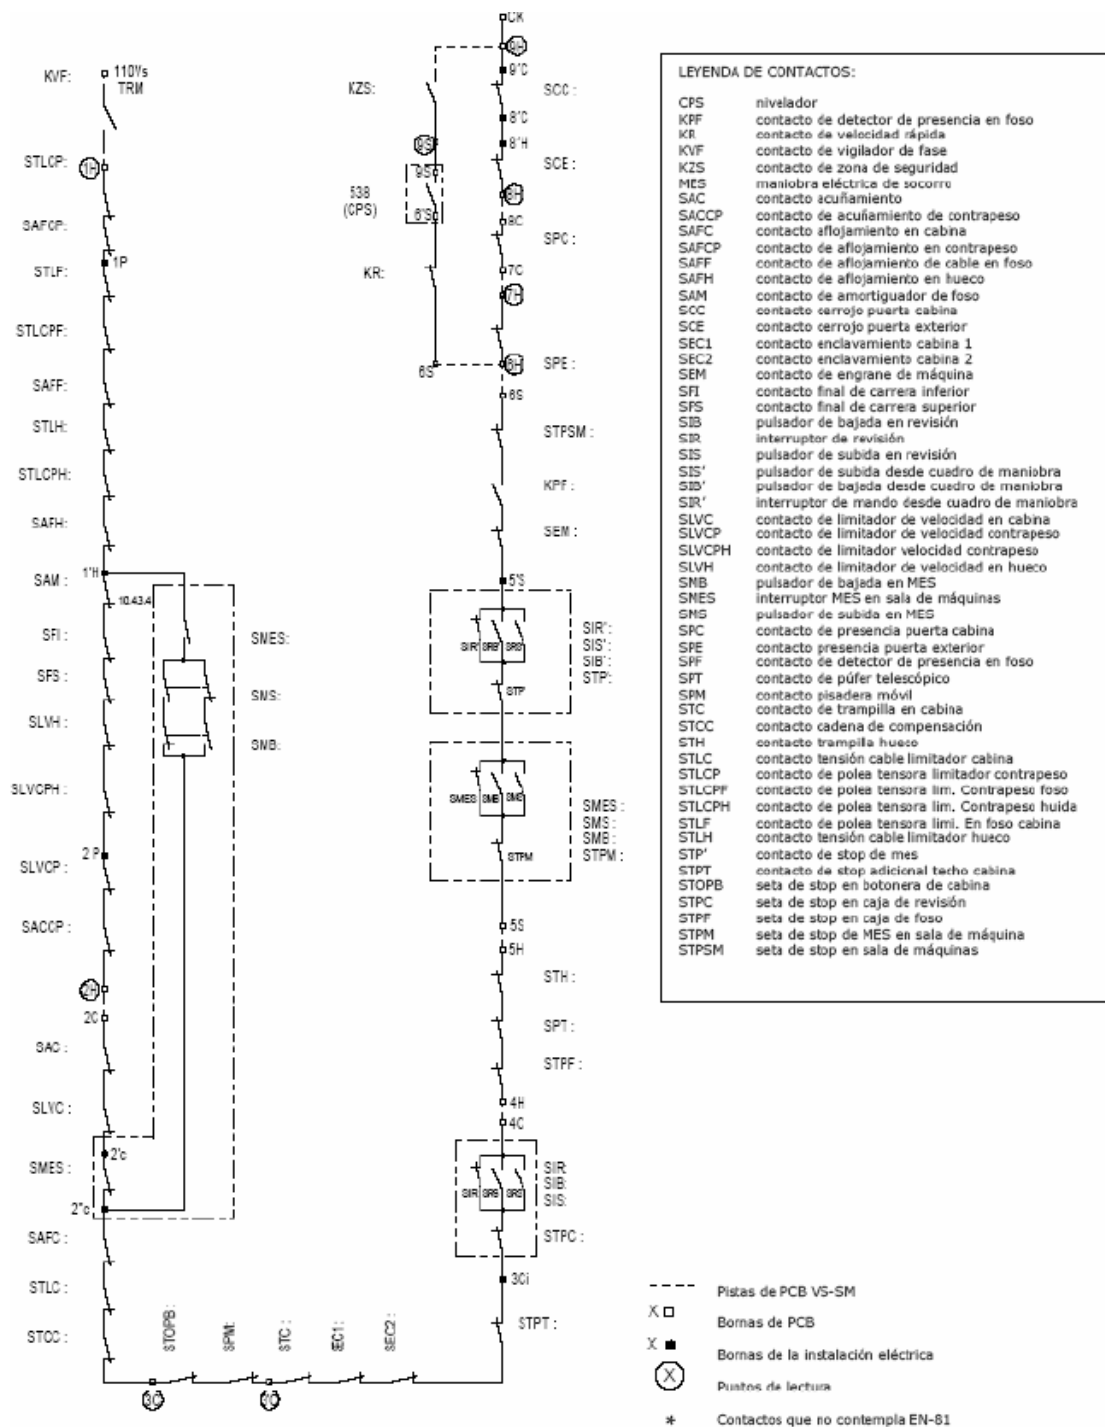 KVF:
110Vs
TRM
STLCP:
1H
SAFCP:
1P
STLF:
STLCPF:
SAFF:
STLH:
STLCPH:
SAFH:
1'H
SAM :
10.43.4
SFI :
SFS :
SLVH :
SLVCPH :
2 P
SLVCP :
SACCP:
2H
2C
SAC :
SLVC :
2'c
SMES :
2"c
SAFC :
STLC :
STCC :
SMES:
SMS:
SMB:
3C
STOPB:
SPM:
STC :
SEC1:
SEC2:
CK
9H
9'C
KZS:
SCC :
8'C
8'H
9S
9S
538
(CPS)
6'S
SCE :
8H
8C
SPC :
KR:
7C
7H
SPE :
6H
6S
6S
STPSM :
KPF :
SEM :
5'S
SIR'
SRB'
SRS'
SIR':
SIS':
SIB':
STP':
STP'
SMES
SMB
SMS
SMES :
SMS :
SMB :
STPM :
STPM
5S
5H
STH :
SPT :
STPF :
4H
4C
SIR
SRS
SRS
SIR:
SIB:
SIS:
STPC :
3Ci
STPT :
LEYENDA DE CONTACTOS:
CPS nivelador
KPF contacto de detector de presencia en foso
KR contacto de velocidad rápida
KVF contacto de vigilador de fase
KZS contacto de zona de seguridad
MES maniobra eléctrica de socorro
SAC contacto acuñamiento
SACCP contacto de acuñamiento de contrapeso
SAFC contacto aflojamiento en cabina
SAFCP contacto de aflojamiento en contrapeso
SAFF contacto de aflojamiento de cable en foso
SAFH contacto de aflojamiento en hueco
SAM contacto de amortiguador de foso
SCC contacto cerrojo puerta cabina
SCE contacto cerrojo puerta exterior
SEC1 contacto enclavamiento cabina 1
SEC2 contacto enclavamiento cabina 2
SEM contacto de engrane de máquina
SFI contacto final de carrera inferior
SFS contacto final de carrera superior
SIB pulsador de bajada en revisión
SIR interruptor de revisión
SIS pulsador de subida en revisión
SIS' pulsador de subida desde cuadro de maniobra
SIB' pulsador de bajada desde cuadro de maniobra
SIR' interruptor de mando desde cuadro de maniobra
SLVC contacto de limitador de velocidad en cabina
SLVCP contacto de limitador de velocidad contrapeso
SLVCPH contacto de limitador velocidad contrapeso
SLVH contacto de limitador de velocidad en hueco
SMB pulsador de bajada en MES
SMES interruptor MES en sala de máquinas
SMS pulsador de subida en MES
SPC contacto de presencia puerta cabina
SPE contacto presencia puerta exterior
SPF contacto de detector de presencia en foso
SPT contacto de púfer telescópico
SPM contacto pisadera móvil
STC contacto de trampilla en cabina
STCC contacto cadena de compensación
STH contacto trampilla hueco
STLC contacto tensión cable limitador cabina
STLCP contacto de polea tensora limitador contrapeso
STLCPF contacto de polea tensora lim. Contrapeso foso
STLCPH contacto de polea tensora lim. Contrapeso huida
STLF contacto de polea tensora limi. En foso cabina
STLH contacto tensión cable limitador hueco
STP' contacto de stop de mes
STPT contacto de stop adicional techo cabina
STOPB seta de stop en botonera de cabina
STPC seta de stop en caja de revisión
STPF seta de stop en caja de foso
STPM seta de stop de MES en sala de máquina
STPSM seta de stop en sala de máquinas
Pistas de PCB VS-SM
X Bornas de PCB
X Bornas de la instalación eléctrica
X Puntos de lectura
* Contactos que no contempla EN-81